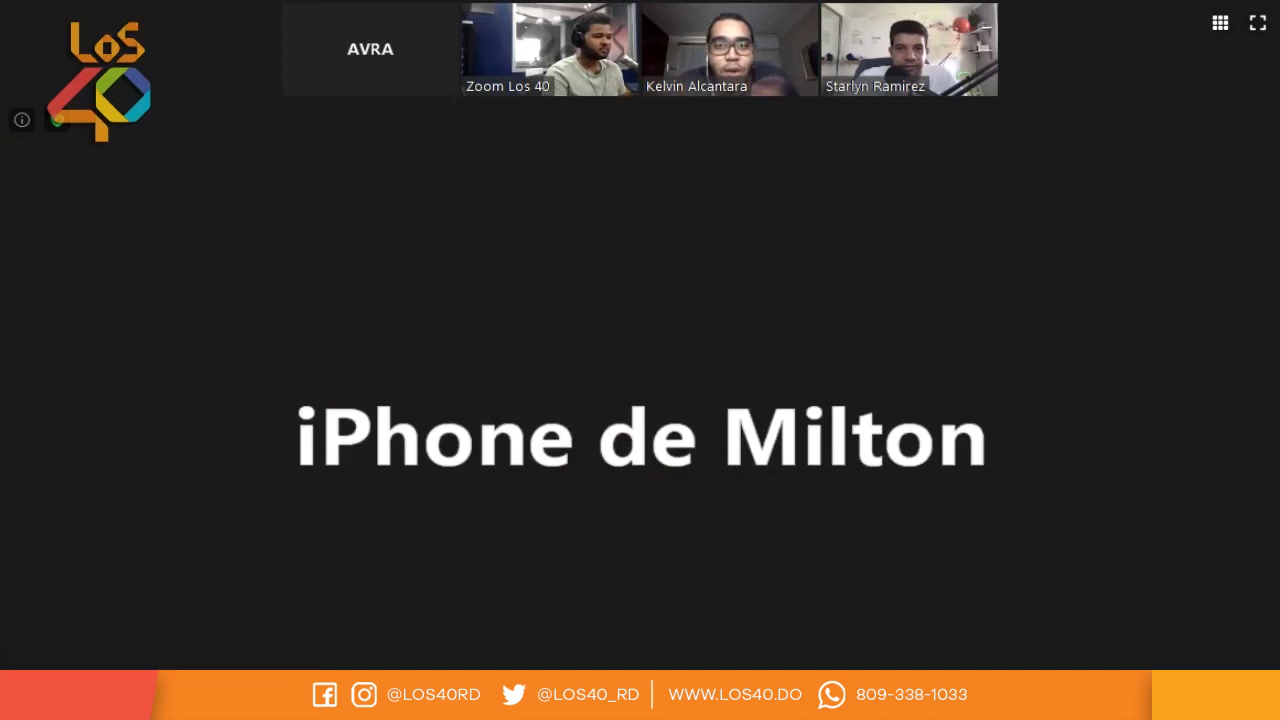 LOS
40
AVRA
Zoom Los 40
Kelvin Alcantara
Starlyn Ramirez
iPhone de Milton
@LOS40RD
@LOS40_RD
WWW.LOS40.DO
809-338-1033